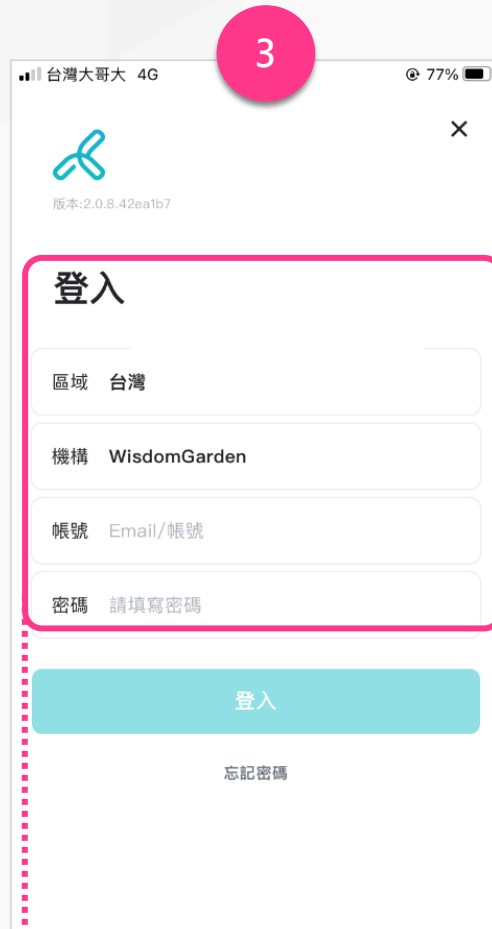 3
台灣大哥大 4G 77%
版本:2.0.8.42ea1b7
登入
區域 台灣
機構 WisdomGarden
帳號 Email/帳號
密碼 請填寫密碼
登入
忘記密碼